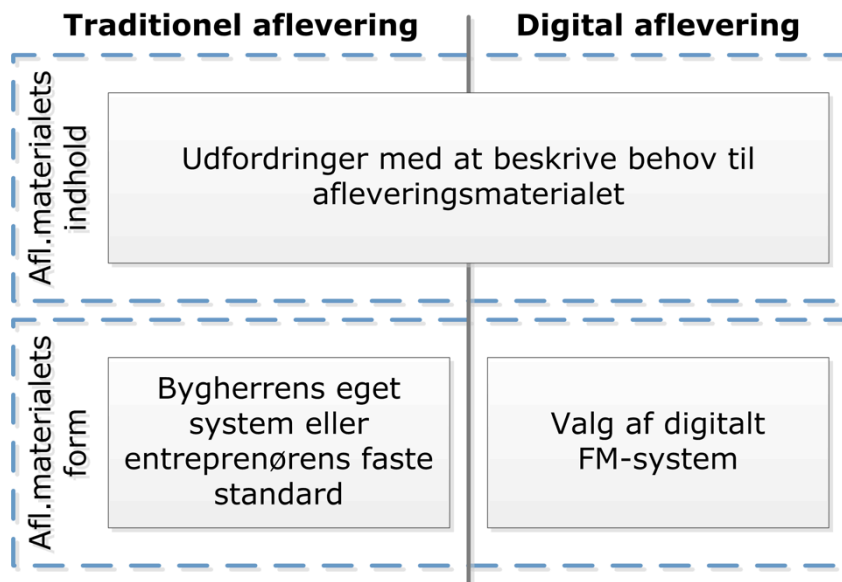 Traditionel aflevering
Digital aflevering
Afl.materialets
indhold
Udfordringer med at beskrive behov til
afleveringsmaterialet
Afl.materialets
form
Bygherrens eget
system eller
entreprenørens faste
standard
Valg af digitalt
FM-system